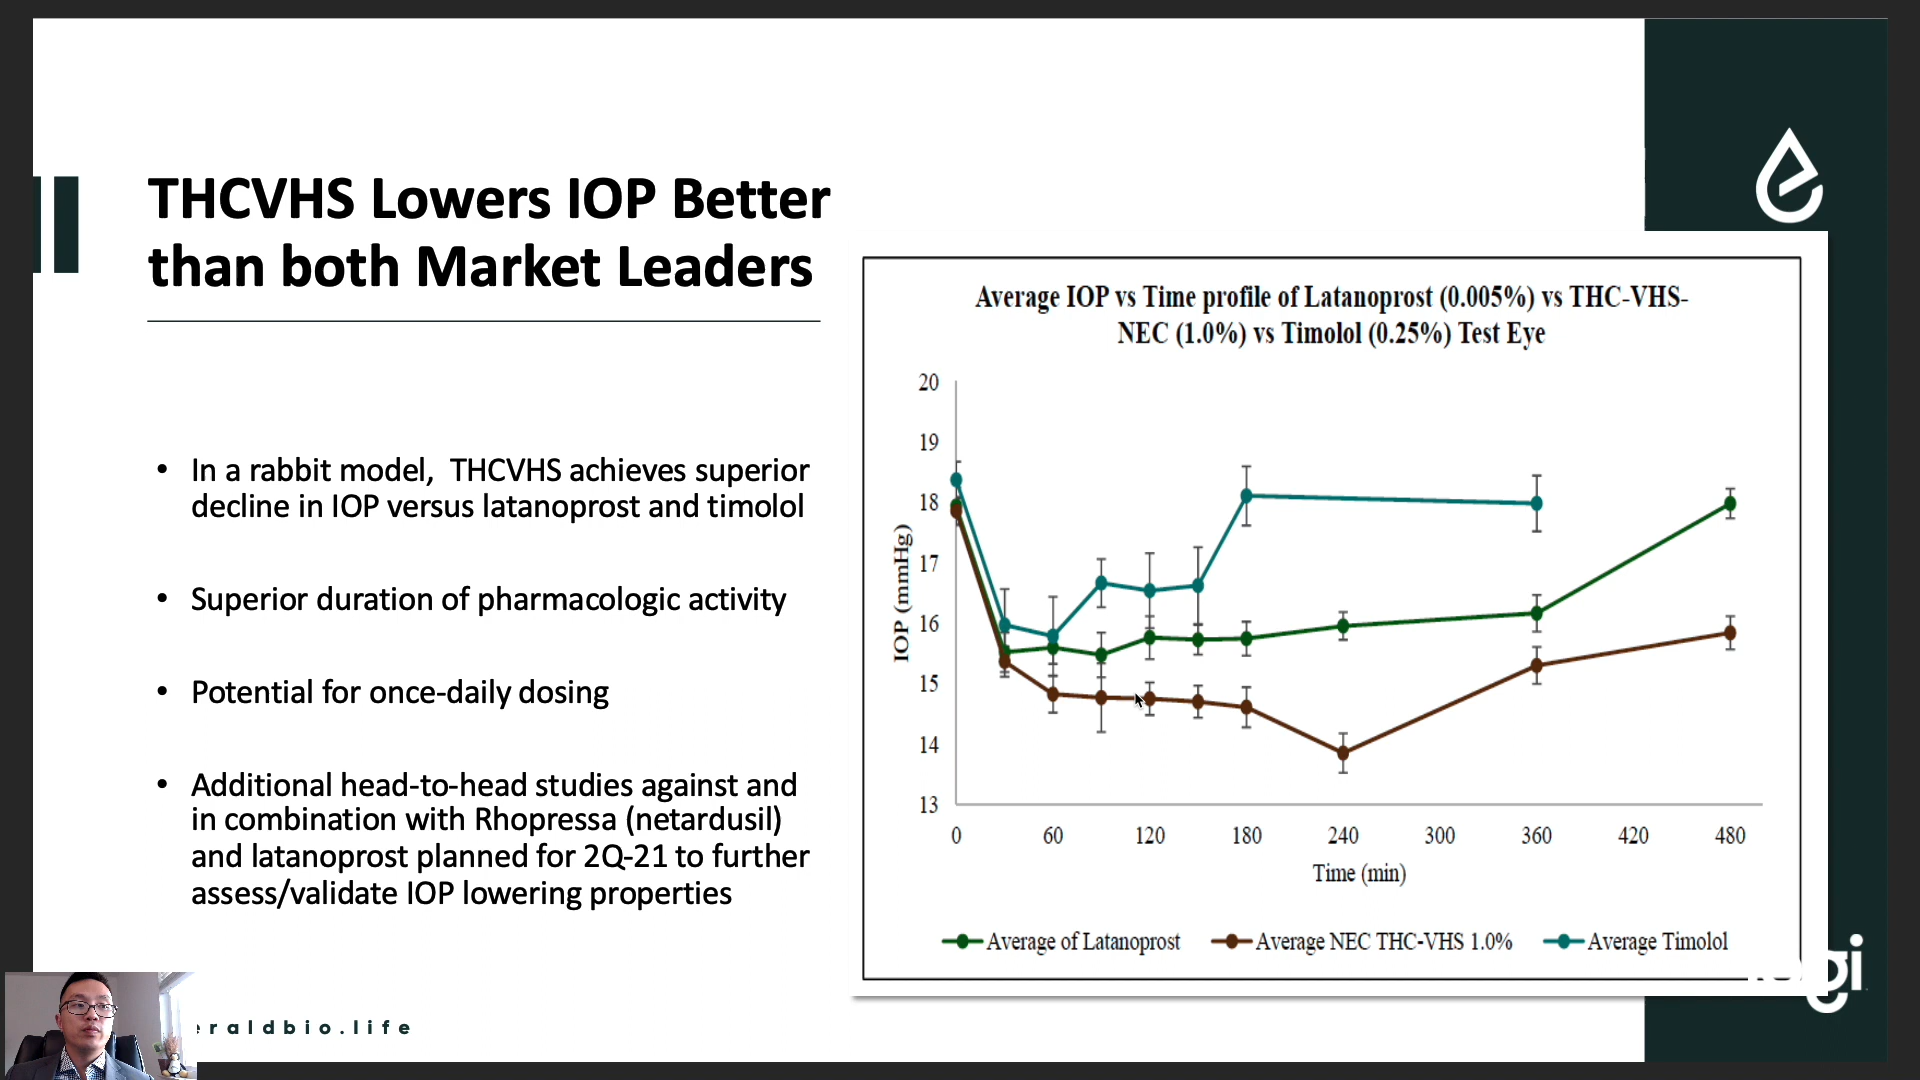 THCVHS Lowers IOP Better
than both Market Leaders
• In a rabbit model, THCVHS achieves superior
decline in IOP versus latanoprost and timolol
• Superior duration of pharmacologic activity
• Potential for once-daily dosing
• Additional head-to-head studies against and
in combination with Rhopressa (netardusil)
and latanoprost planned for 2Q-21 to further
assess/validate IOP lowering properties
Average IOP vs Time profile of Latanoprost (0.005%) vs THC-VHS-
NEC (1.0%) vs Timolol (0.25%) Test Eye
IOP (mmHg)
20
19
18
17
16
15
14
13
0 60 120 180 240 300 360 420 480
Time (min)
Average of Latanoprost Average NEC THC-VHS 1.0% Average Timolol
eraldbio.life